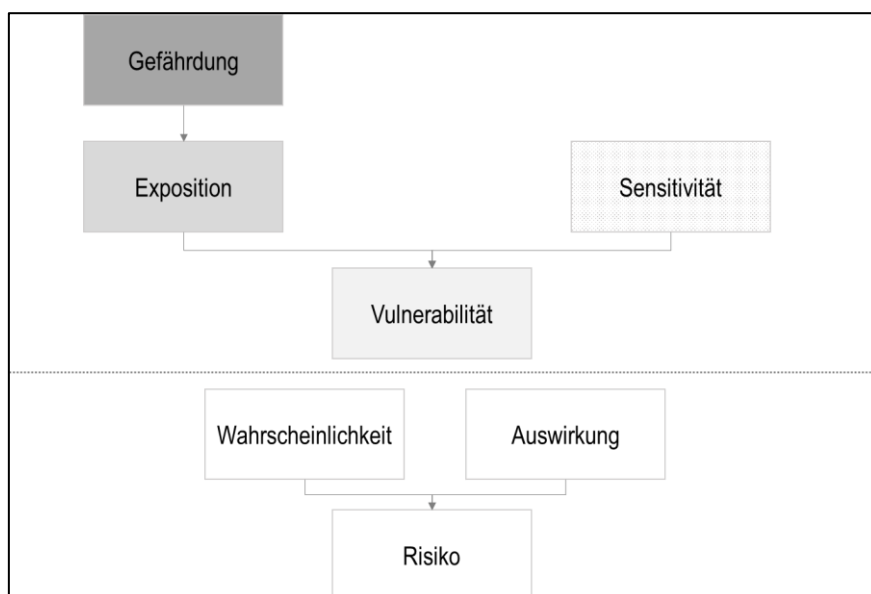 Gefährdung
Exposition
Sensitivität
Vulnerabilität
Wahrscheinlichkeit
Auswirkung
Risiko